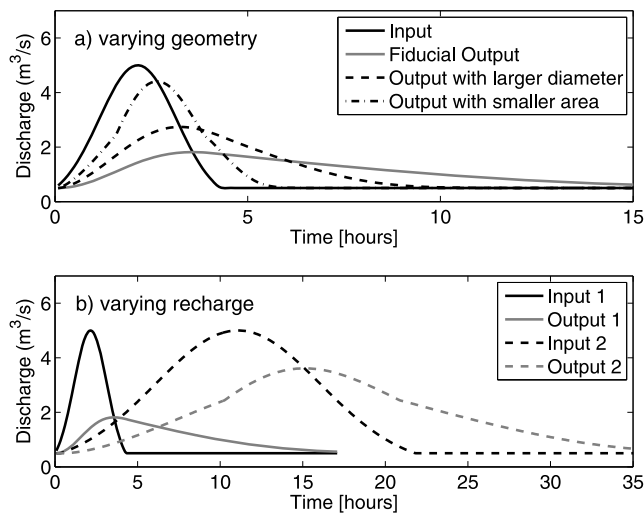 a) varying geometry
Input
Fiducial Output
Output with larger diameter
Output with smaller area
Discharge (m³/s)
6
4
2
0
0 5 10 15
Time [hours]
b) varying recharge
Input 1
Output 1
Input 2
Output 2
Discharge (m³/s)
6
4
2
0
0 5 10 15 20 25 30 35
Time [hours]